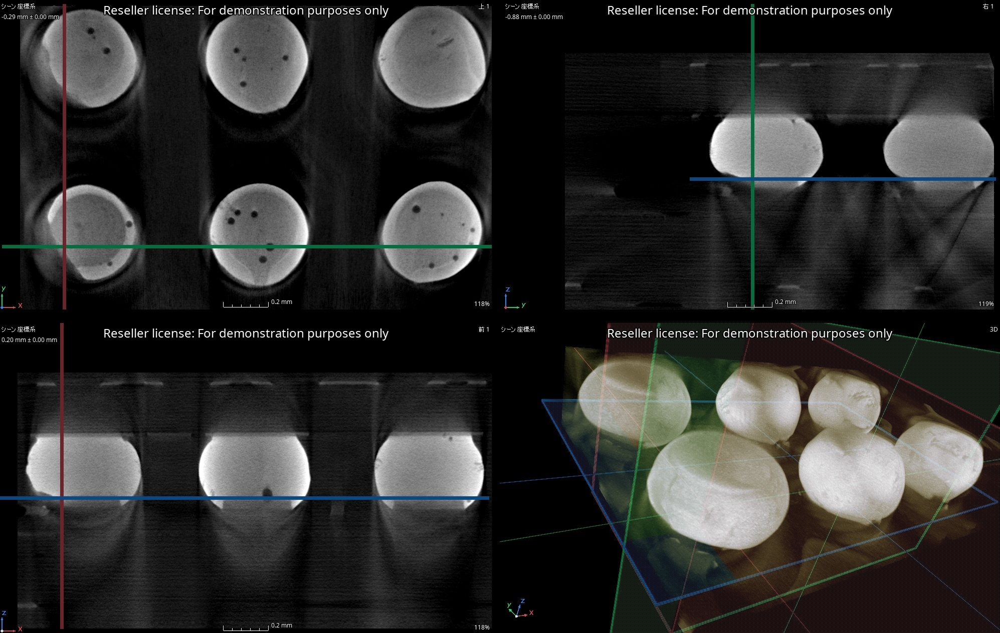 シーン座標系
Reseller license: For demonstration purposes only
上 1
-0.29 mm ± 0.00 mm
y
x
0.2 mm
118%
シーン座標系
Reseller license: For demonstration purposes only
右 1
-0.88 mm ± 0.00 mm
z
y
0.2 mm
119%
シーン座標系
Reseller license: For demonstration purposes only
前 1
0.20 mm ± 0.00 mm
z
x
0.2 mm
118%
シーン座標系
Reseller license: For demonstration purposes only
3D
y
z
x